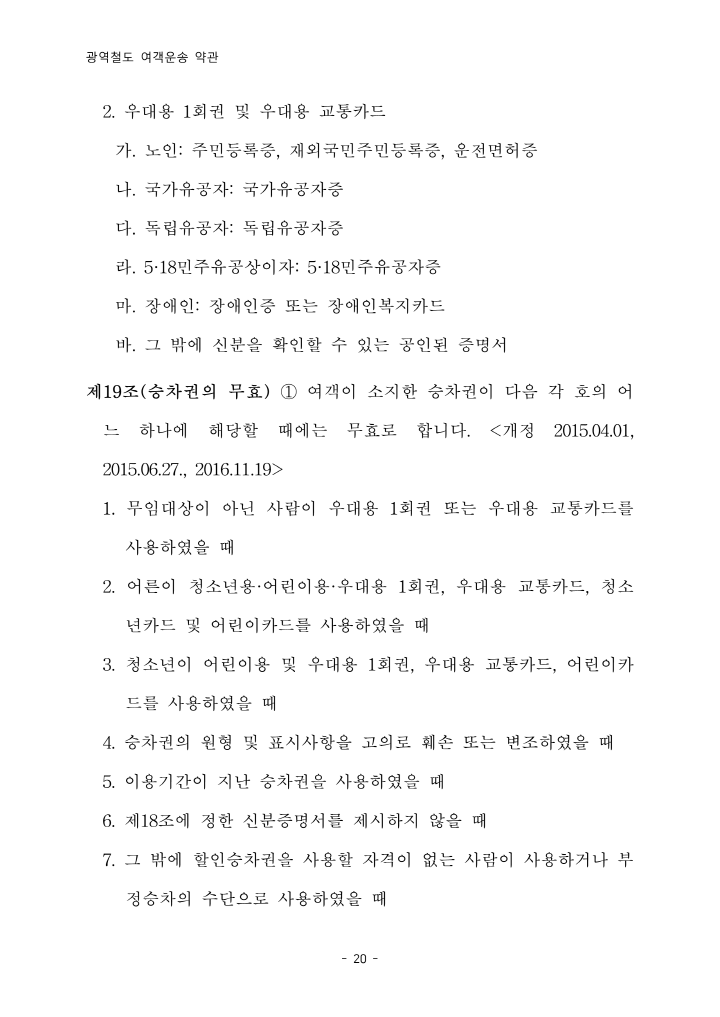 광역철도 여객운송 약관
2. 우대용 1회권 및 우대용 교통카드
가. 노인: 주민등록증, 재외국민주민등록증, 운전면허증
나. 국가유공자: 국가유공자증
다. 독립유공자: 독립유공자증
라. 5·18민주유공상이자: 5·18민주유공자증
마. 장애인: 장애인증 또는 장애인복지카드
바. 그 밖에 신분을 확인할 수 있는 공인된 증명서
제19조(승차권의 무효) ① 여객이 소지한 승차권이 다음 각 호의 어
느 하나에 해당할 때에는 무효로 합니다. <개정 2015.04.01,
2015.06.27., 2016.11.19>
1. 무임대상이 아닌 사람이 우대용 1회권 또는 우대용 교통카드를
사용하였을 때
2. 어른이 청소년용·어린이용·우대용 1회권, 우대용 교통카드, 청소
년카드 및 어린이카드를 사용하였을 때
3. 청소년이 어린이용 및 우대용 1회권, 우대용 교통카드, 어린이카
드를 사용하였을 때
4. 승차권의 원형 및 표시사항을 고의로 훼손 또는 변조하였을 때
5. 이용기간이 지난 승차권을 사용하였을 때
6. 제18조에 정한 신분증명서를 제시하지 않을 때
7. 그 밖에 할인승차권을 사용할 자격이 없는 사람이 사용하거나 부
정승차의 수단으로 사용하였을 때
- 20 -